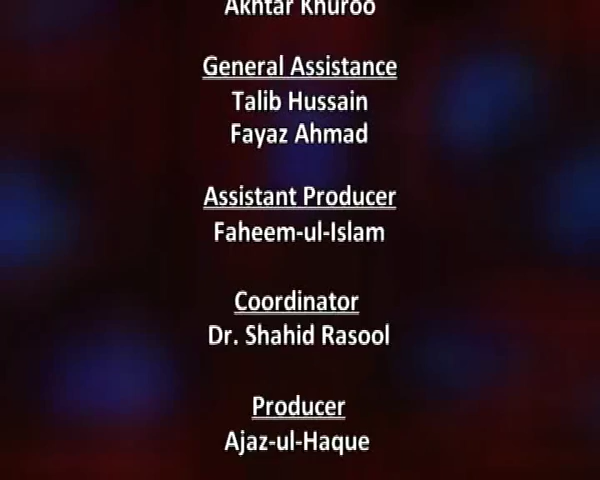 Akhtar Khuroo
General Assistance
Talib Hussain
Fayaz Ahmad
Assistant Producer
Faheem-ul-Islam
Coordinator
Dr. Shahid Rasool
Producer
Ajaz-ul-Haque